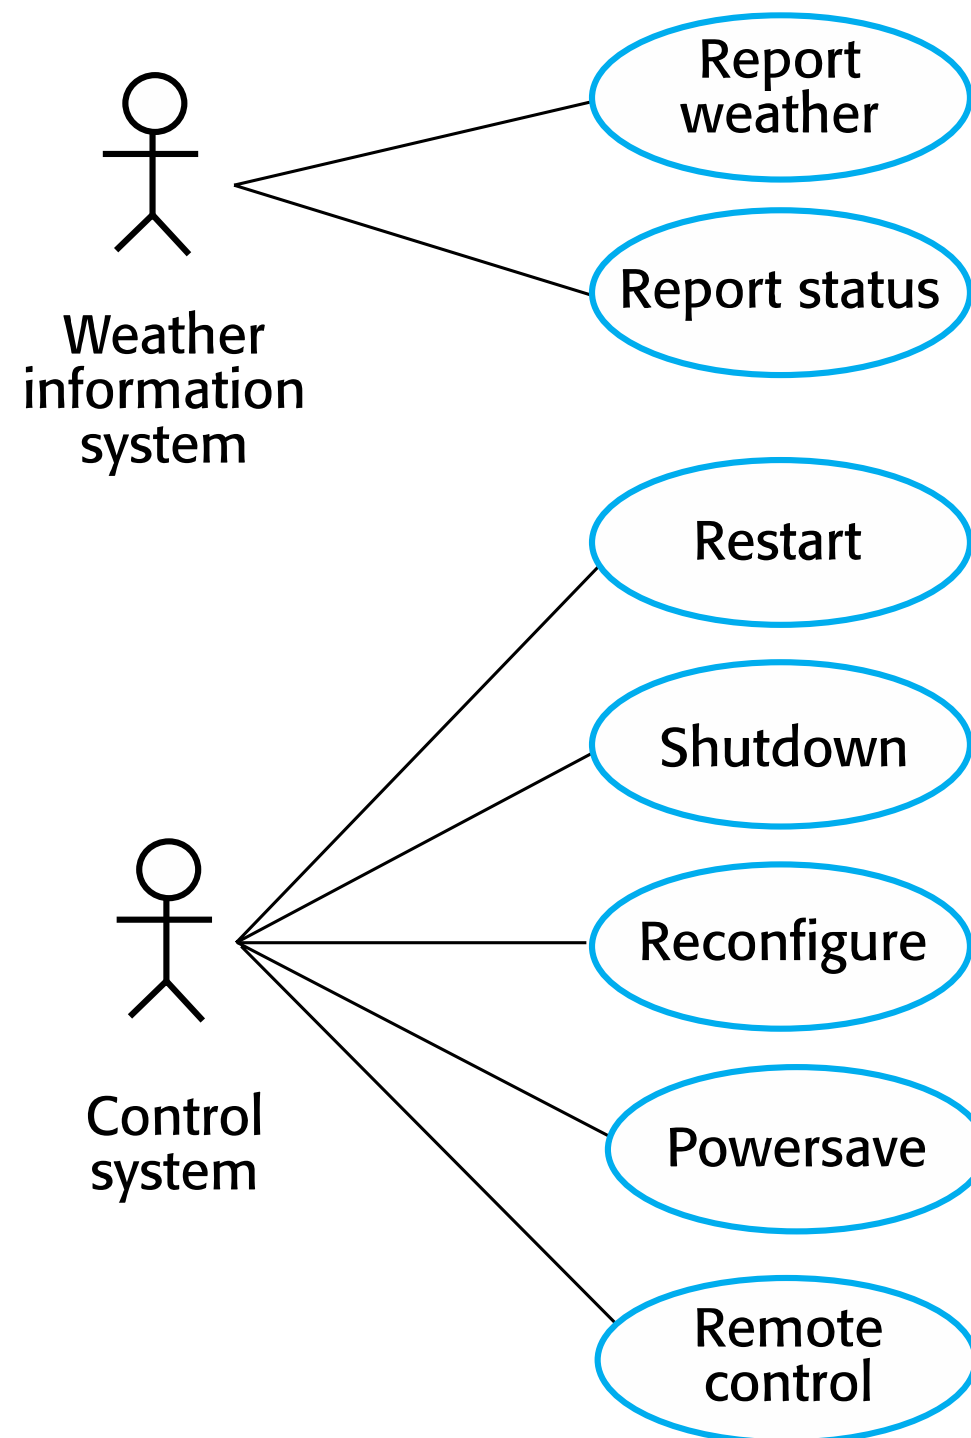 Report
weather
Report status
Weather
information
system
Restart
Shutdown
Reconfigure
Control
system
Powersave
Remote
control